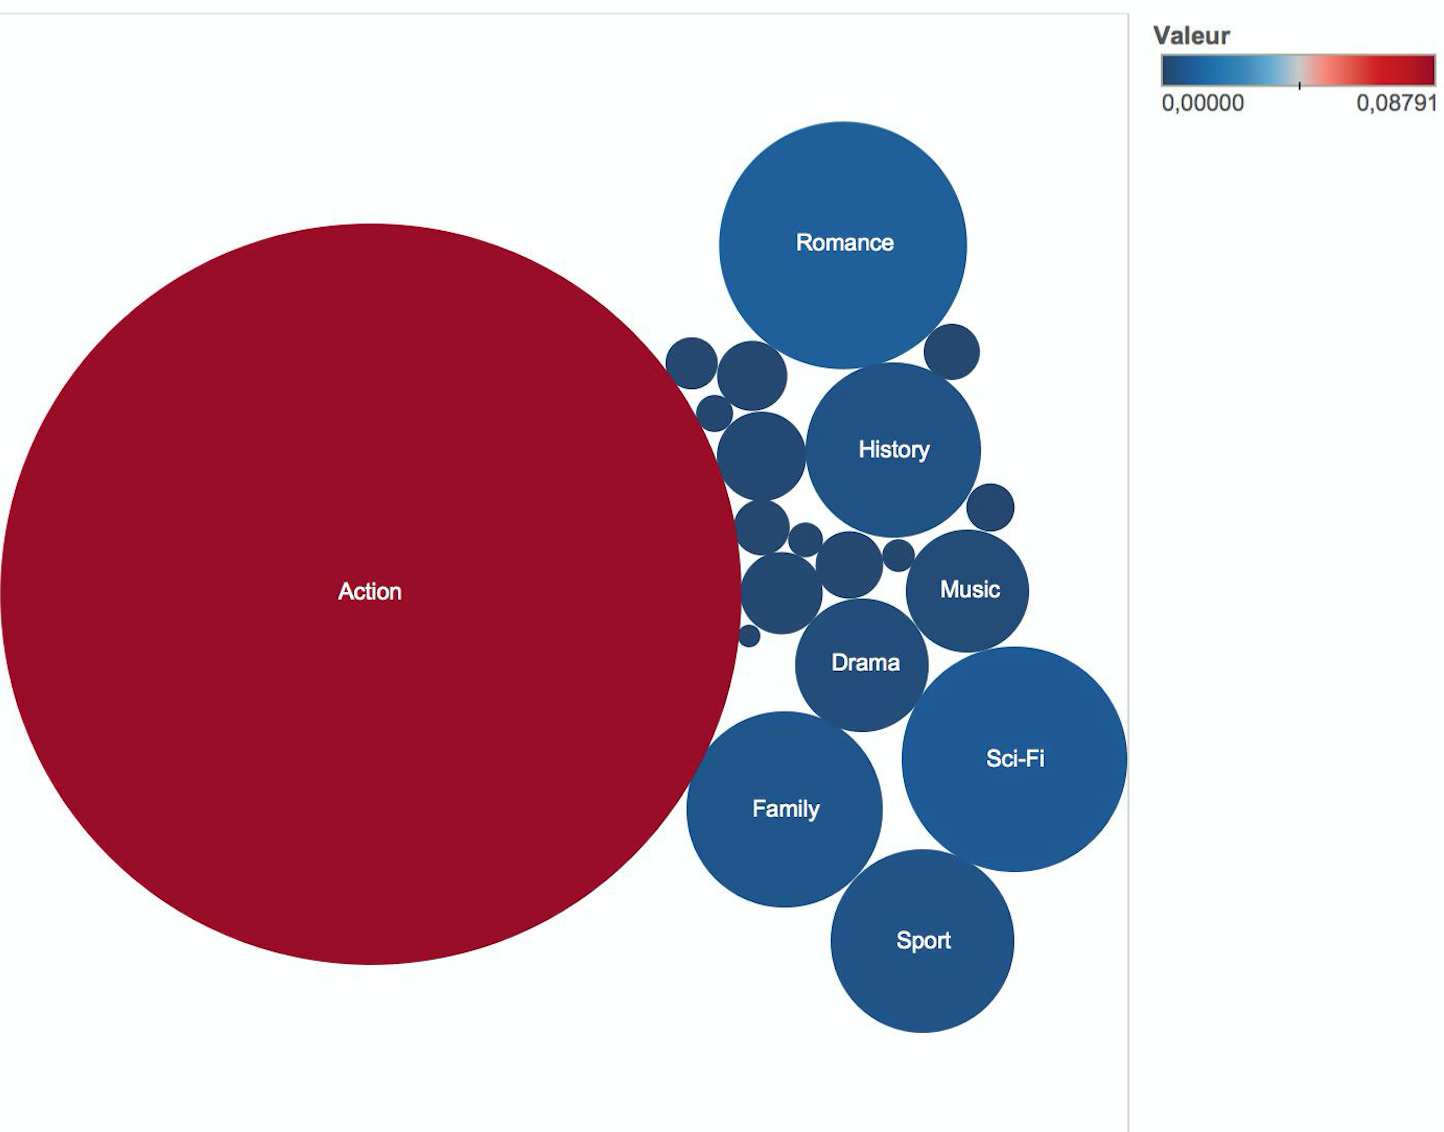 Valeur
0,00000 0,08791
Romance
History
Action
Music
Drama
Sci-Fi
Family
Sport